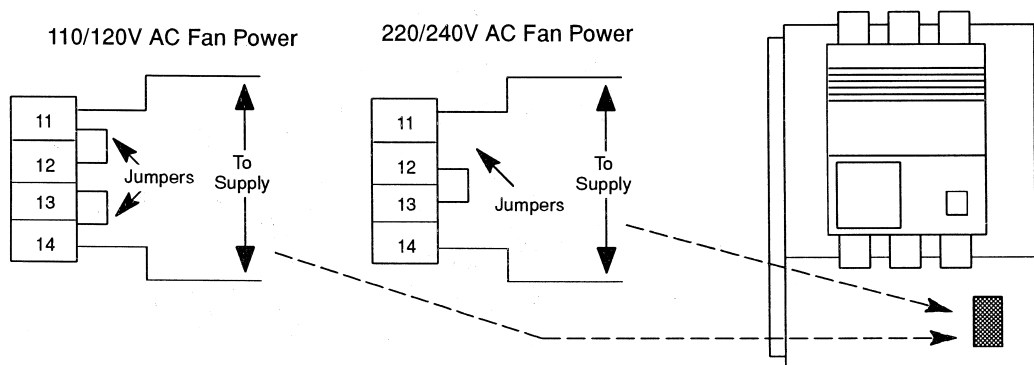 110/120V AC Fan Power
11
12
13
14
Jumpers
To
Supply
220/240V AC Fan Power
11
12
13
14
Jumpers
To
Supply